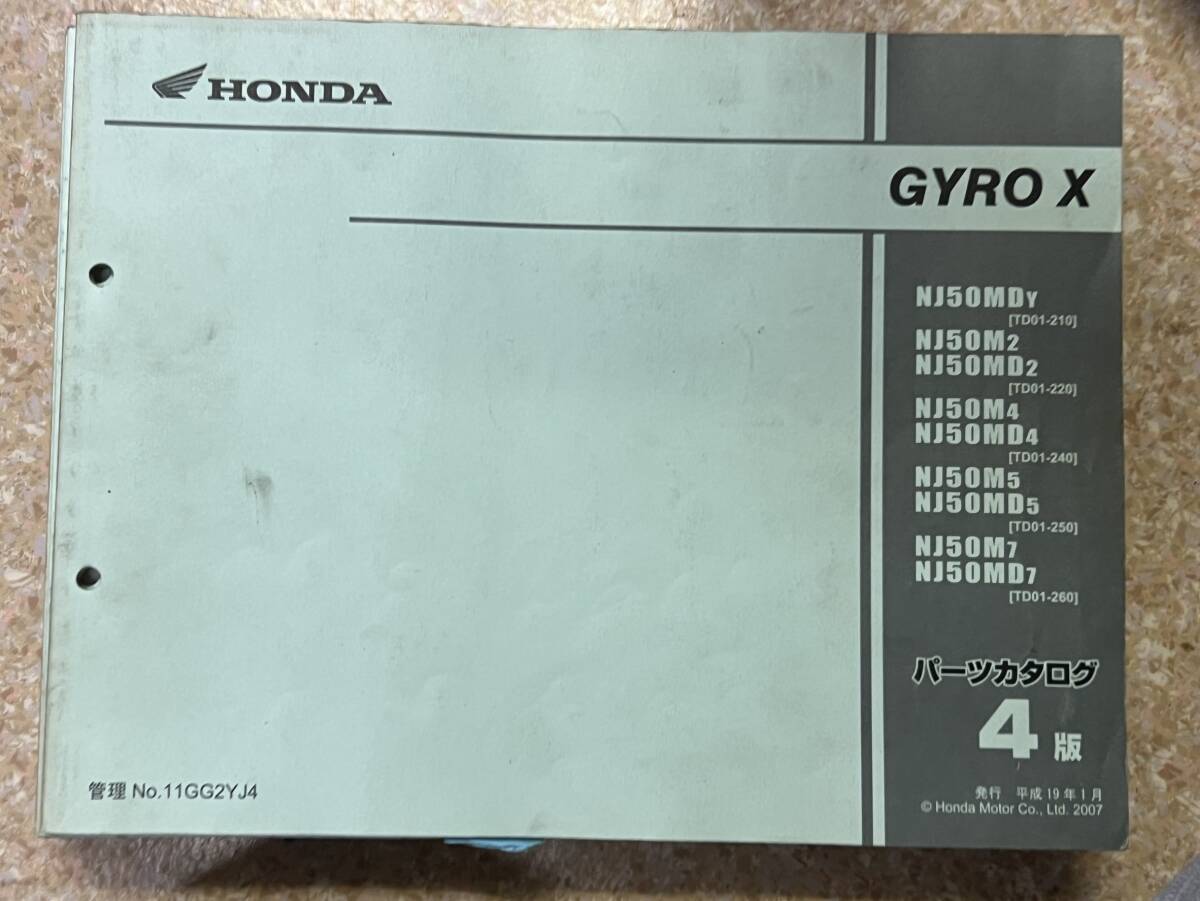 HONDA
GYRO X
NJ50MDY
[TD01-210]
NJ50M2
NJ50MD2
[TD01-220]
NJ50M4
NJ50MD4
[TD01-240]
NJ50M5
NJ50MD5
[TD01-250]
NJ50M7
NJ50MD7
[TD01-260]
パーツカタログ
4版
管理 No.11GG2YJ4
発行 平成19年1月
© Honda Motor Co., Ltd. 2007